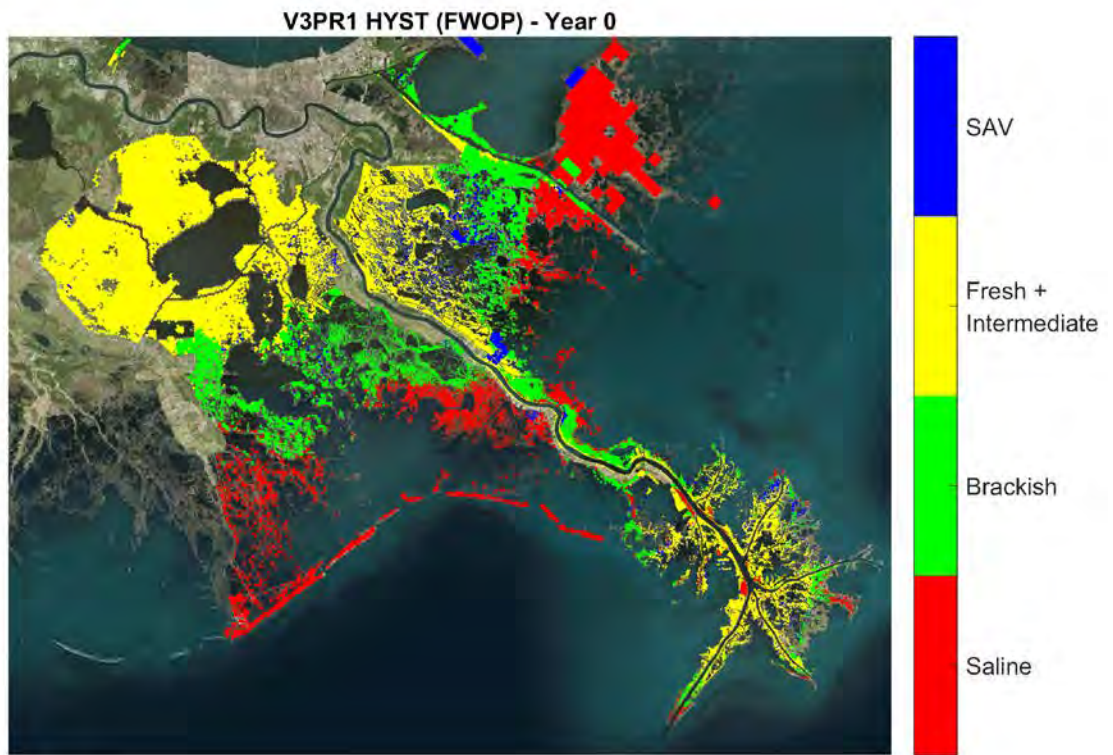 V3PR1 HYST (FWOP) - Year 0
SAV
Fresh +
Intermediate
Brackish
Saline